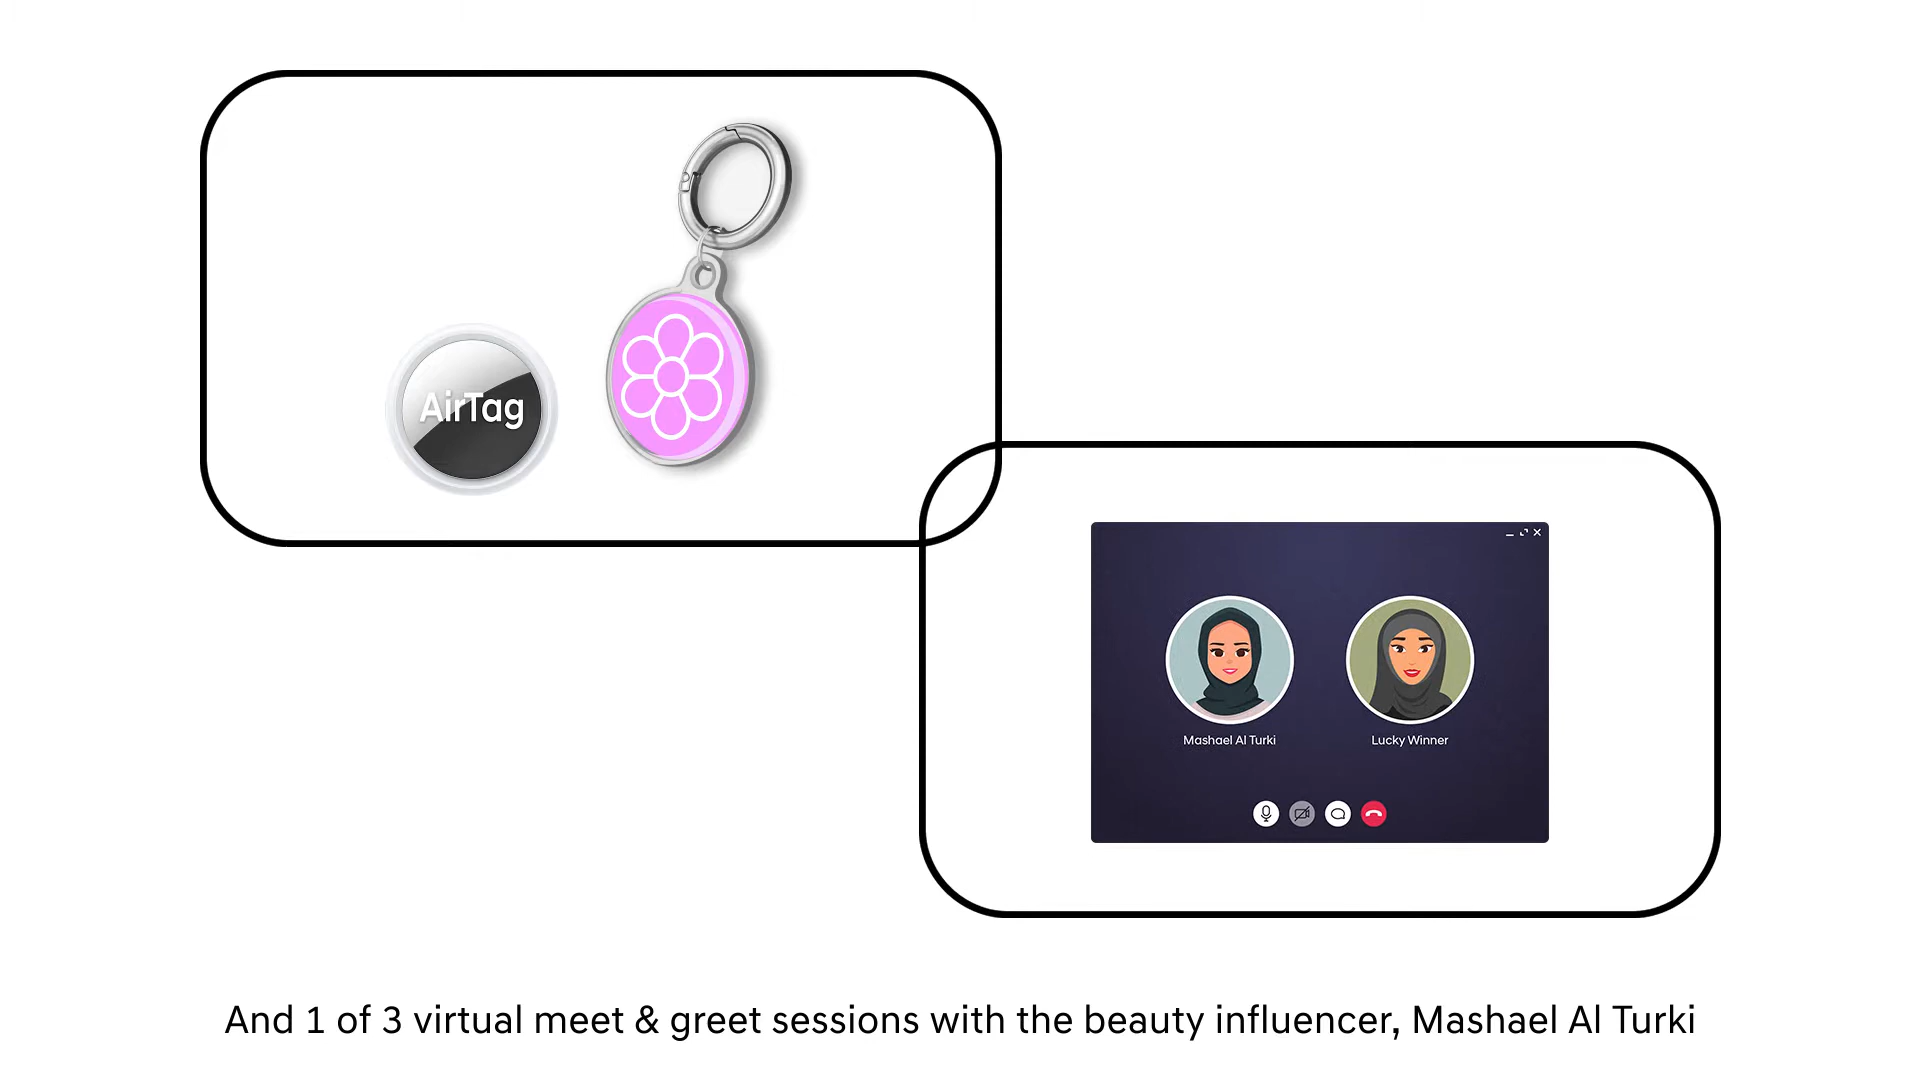 AirTag
Mashael Al Turki
Lucky Winner
And 1 of 3 virtual meet & greet sessions with the beauty influencer, Mashael Al Turki